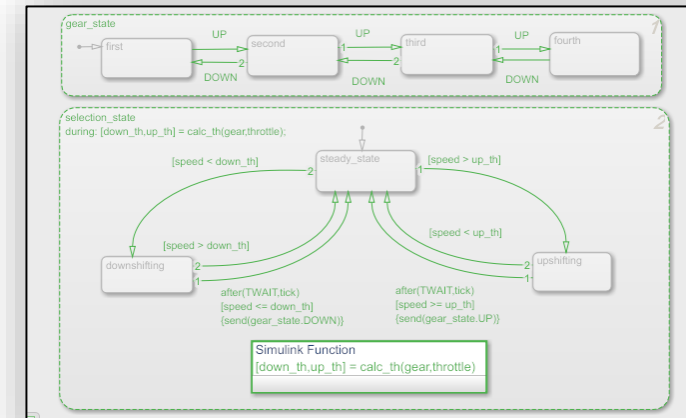 gear_state
1
UP
UP
UP
first
second
third
fourth
1
1
2
2
DOWN
DOWN
DOWN
selection_state
2
during: [down_th,up_th] = calc_th(gear,throttle);
steady_state
[speed < down_th]
[speed > up_th]
2
1
[speed > down_th]
[speed < up_th]
downshifting
upshifting
2
2
1
1
after(TWAIT,tick)
[speed <= down_th]
{send(gear_state.DOWN)}
after(TWAIT,tick)
[speed >= up_th]
{send(gear_state.UP)}
Simulink Function
[down_th,up_th] = calc_th(gear,throttle)